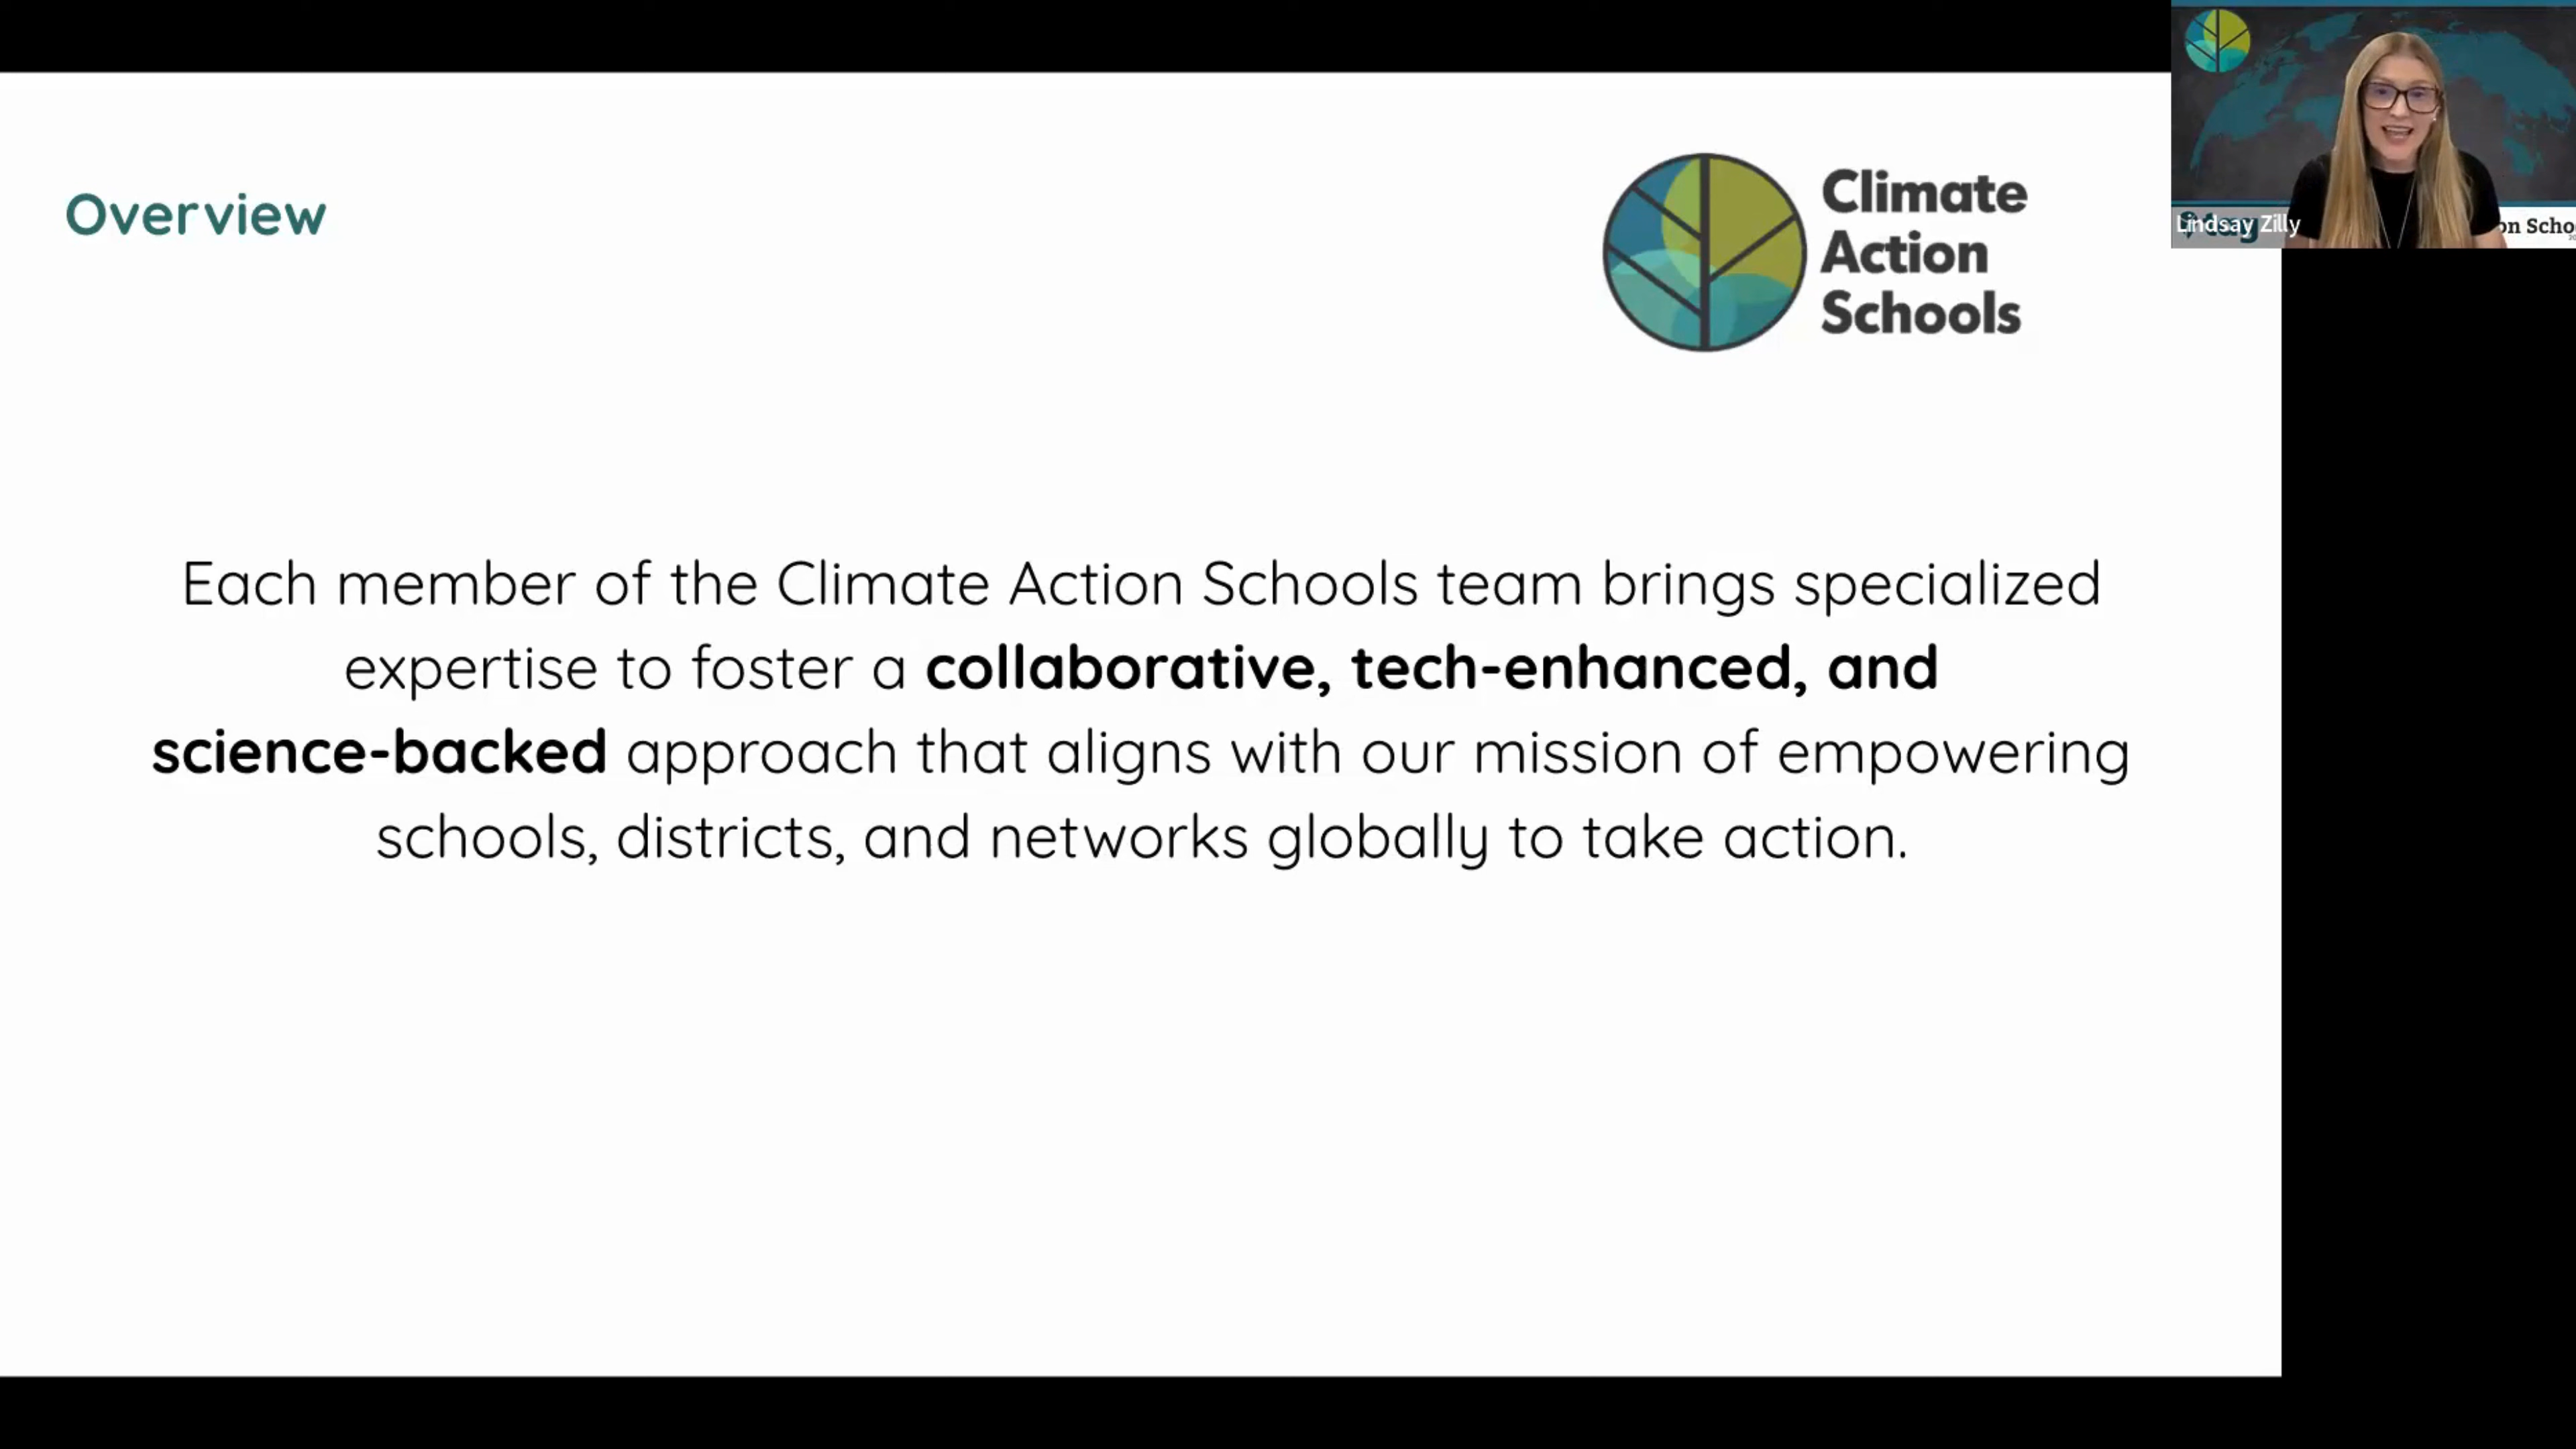 Overview
Climate
Action
Schools
Lindsay Zilly
on Scho
Each member of the Climate Action Schools team brings specialized
expertise to foster a collaborative, tech-enhanced, and
science-backed approach that aligns with our mission of empowering
schools, districts, and networks globally to take action.